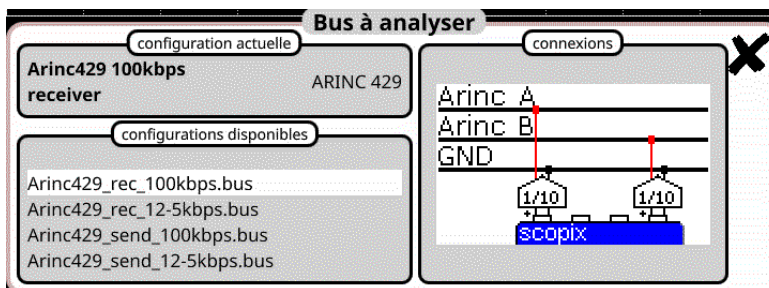 Bus à analyser
configuration actuelle
Arinc429 100kbps
receiver
ARINC 429
configurations disponibles
Arinc429_rec_100kbps.bus
Arinc429_rec_12-5kbps.bus
Arinc429_send_100kbps.bus
Arinc429_send_12-5kbps.bus
connexions
Arinc A
Arinc B
GND
1/10 1/10
scopix